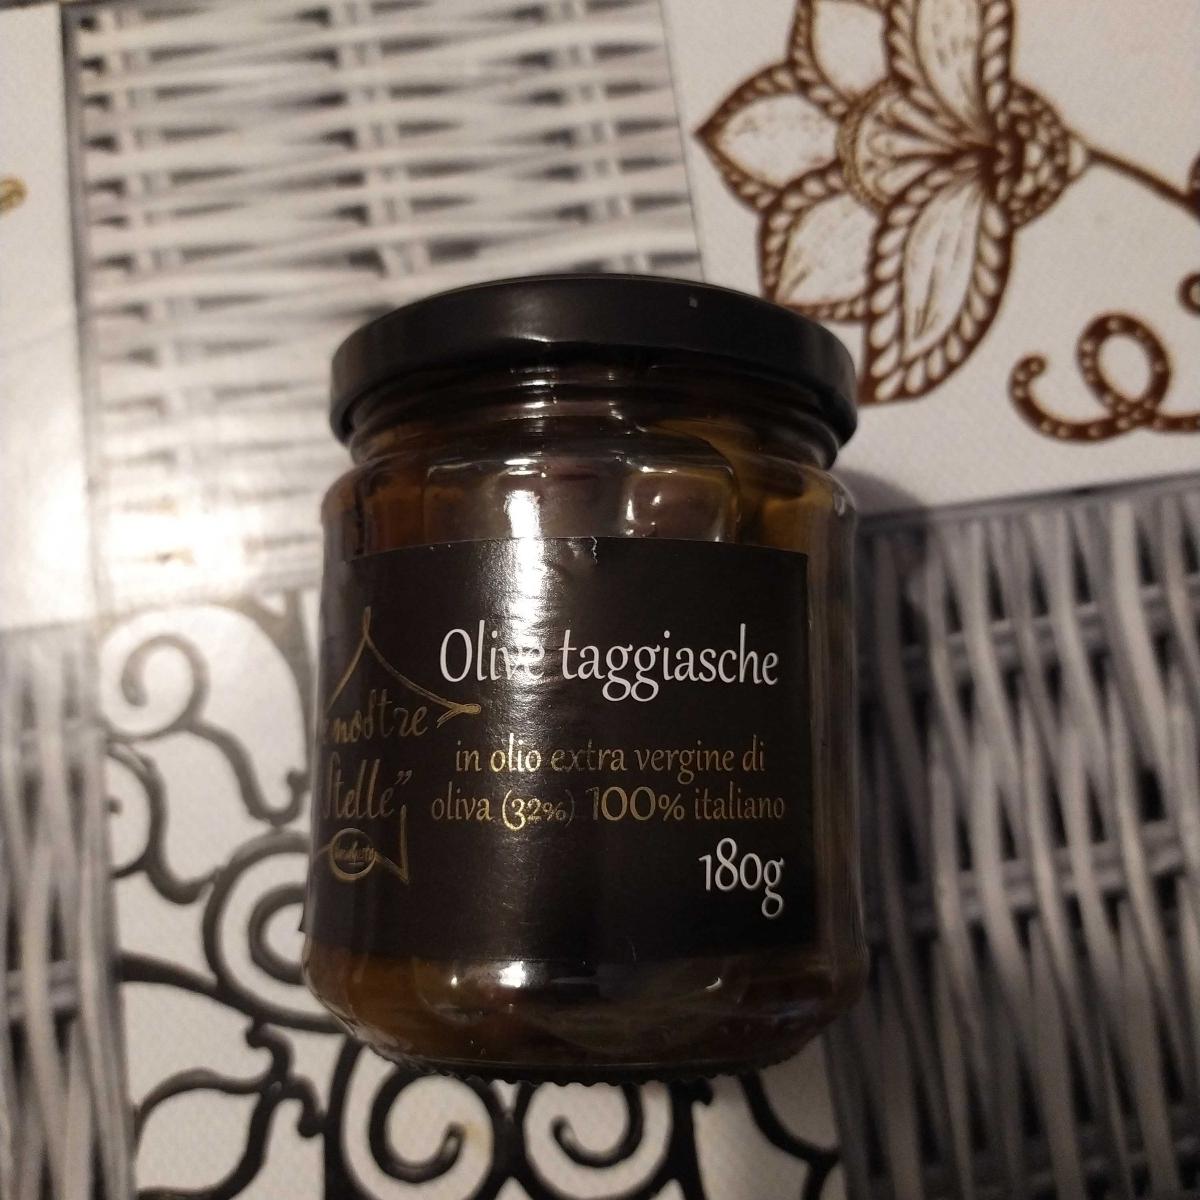 Olive taggiasche
nostre
Stelle"
in olio extra vergine di
oliva (32%) 100% italiano
180g